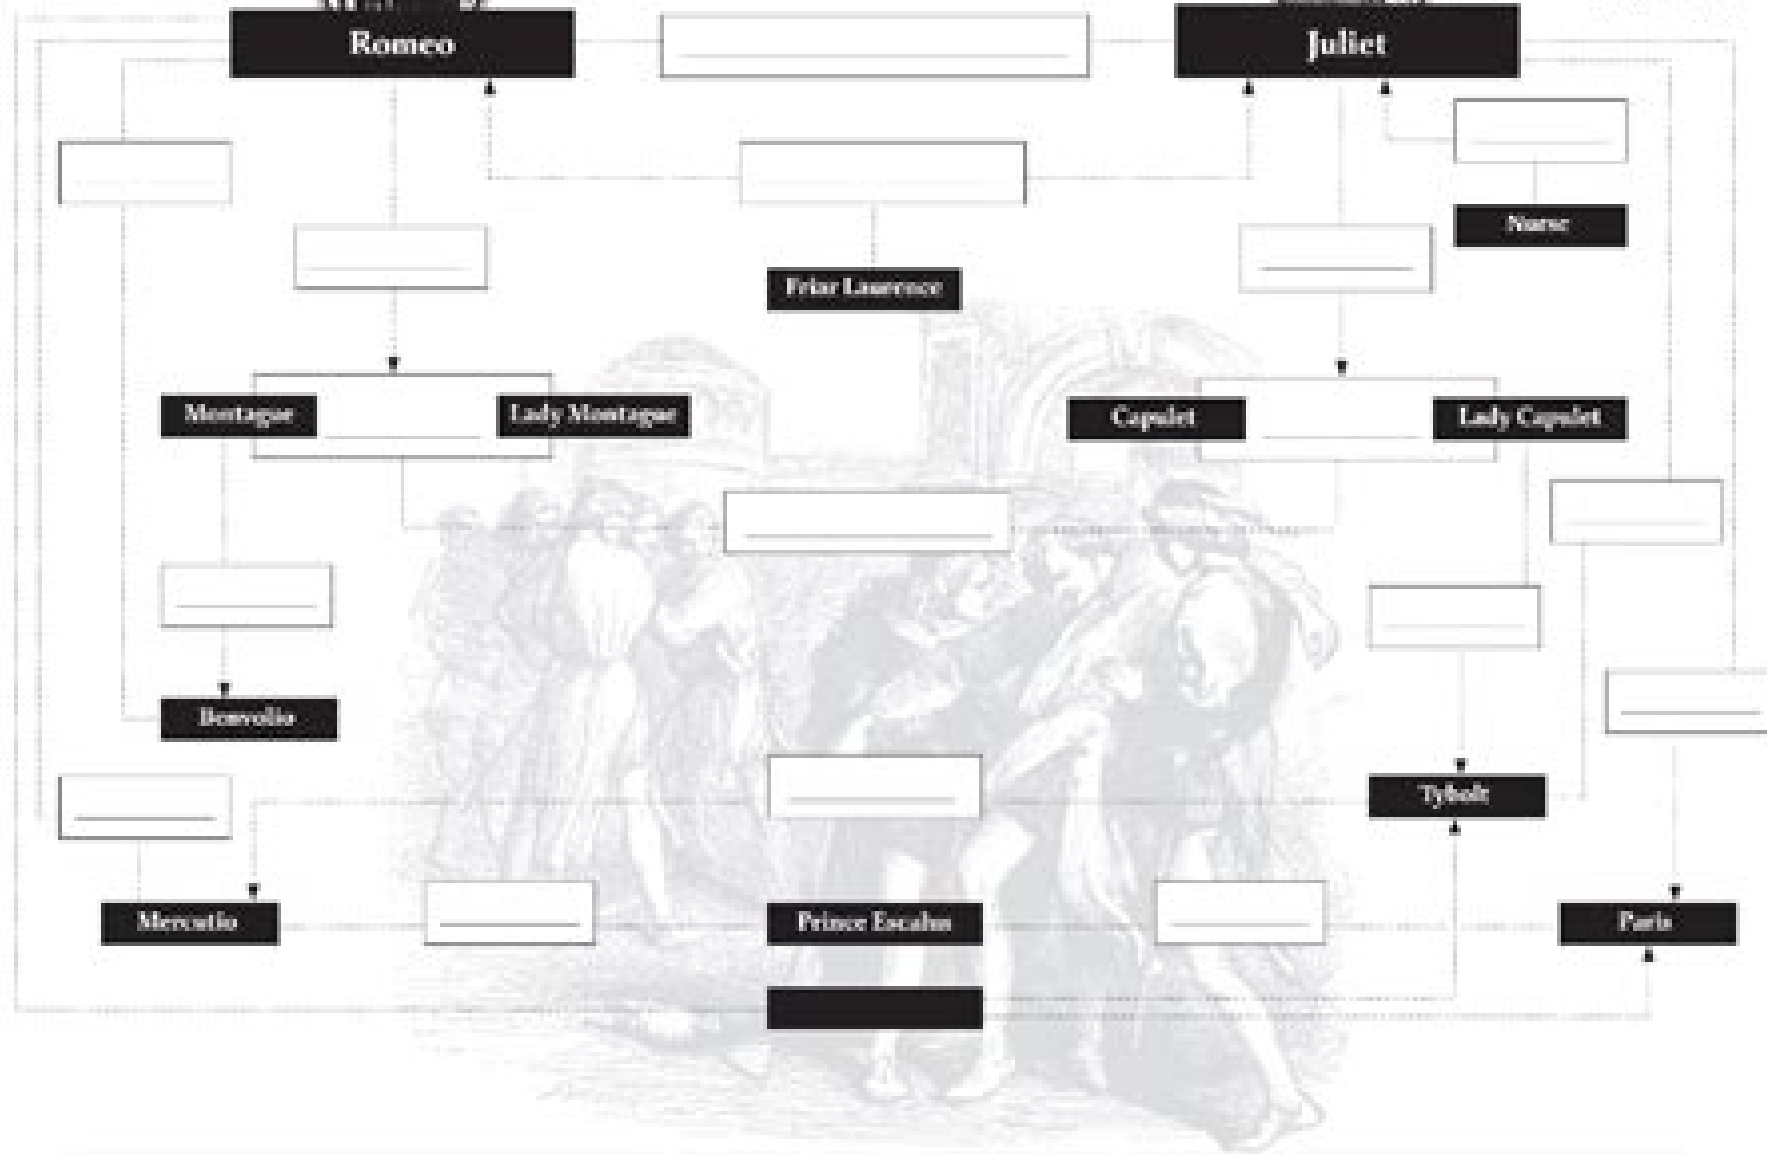 Romeo
Juliet
Nurse
Friar Laurence
Montague
Lady Montague
Capulet
Lady Capulet
Benvolio
Tybalt
Mercutio
Prince Escalus
Paris